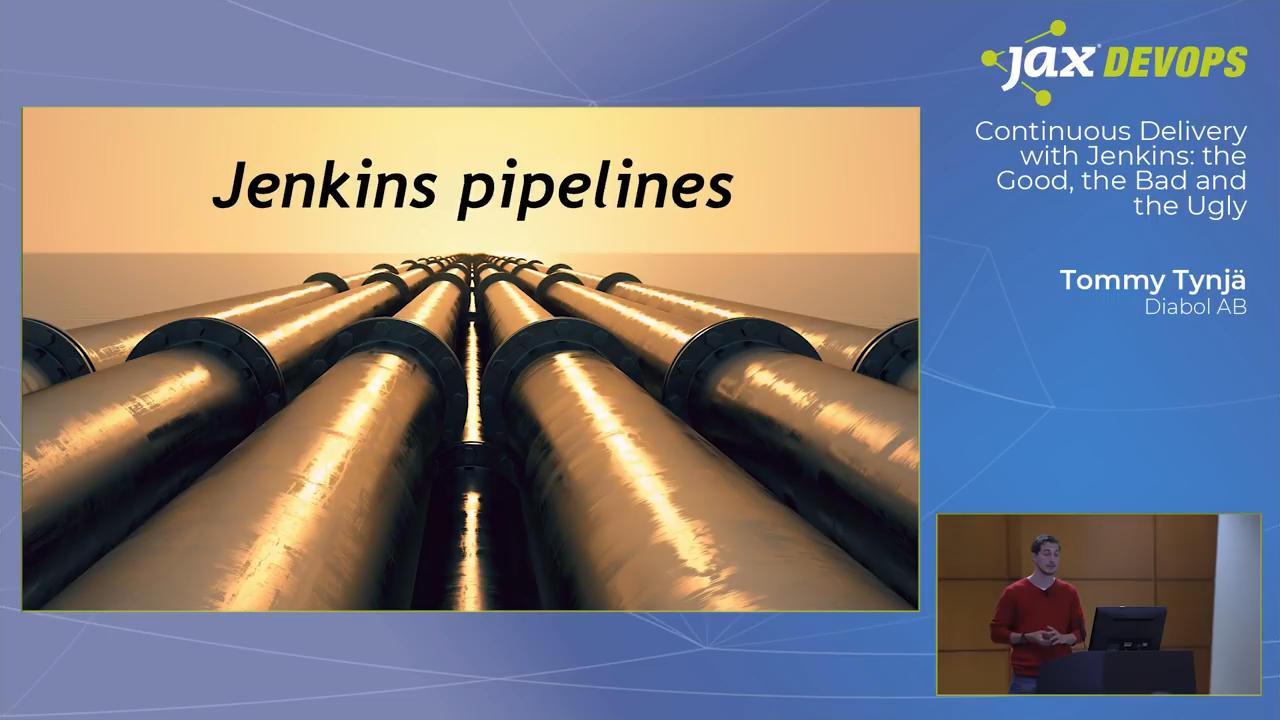 Jenkins pipelines
jax DEVOPS
Continuous Delivery
with Jenkins: the
Good, the Bad and
the Ugly
Tommy Tynjä
Diabol AB